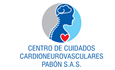 CENTRO DE CUIDADOS
CARDIONEUROVASCULARES
PABÓN S.A.S.